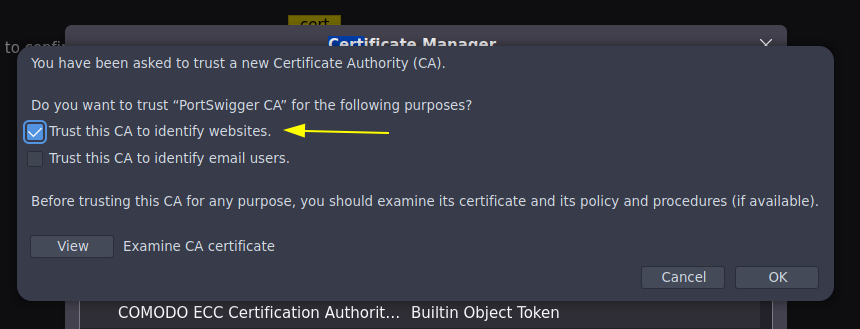 cert
to confi
Certificate Manager
You have been asked to trust a new Certificate Authority (CA).
Do you want to trust “PortSwigger CA” for the following purposes?
Trust this CA to identify websites.
Trust this CA to identify email users.
Before trusting this CA for any purpose, you should examine its certificate and its policy and procedures (if available).
View Examine CA certificate
Cancel OK
COMODO ECC Certification Authorit… Builtin Object Token